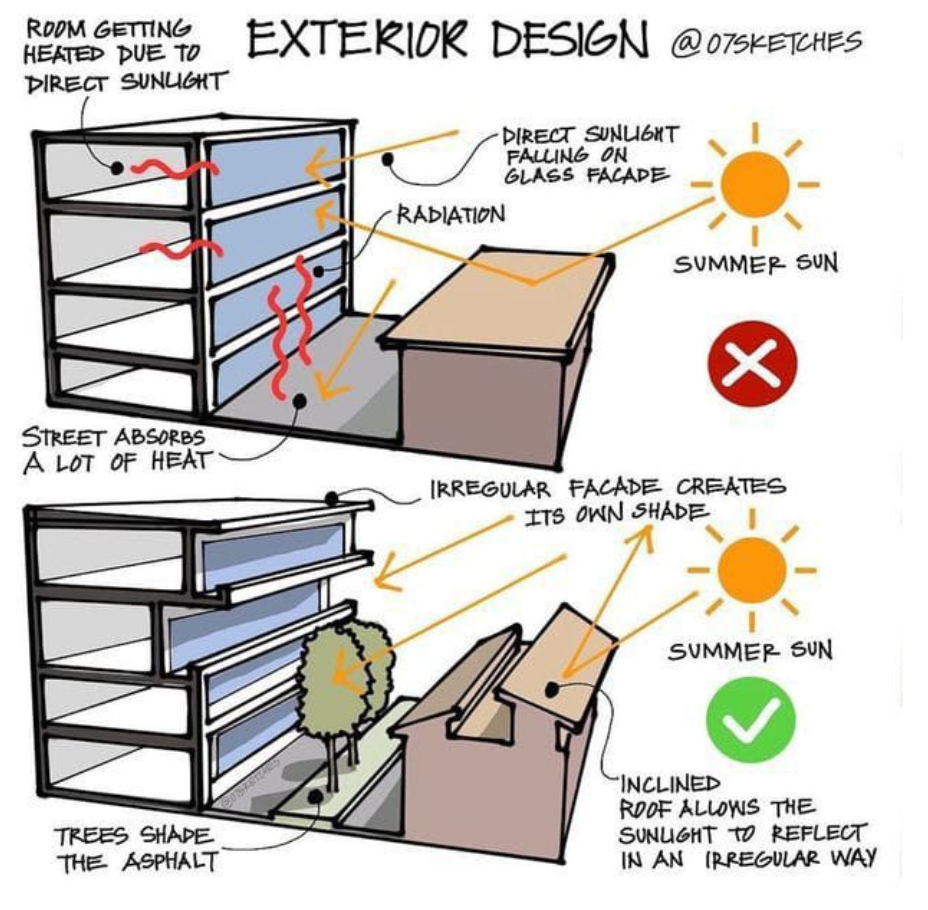 ROOM GETTING
HEATED DUE TO
DIRECT SUNLIGHT
EXTERIOR DESIGN @07SKETCHES
DIRECT SUNLIGHT
FALLING ON
GLASS FACADE
RADIATION
SUMMER SUN
STREET ABSORBS
A LOT OF HEAT
IRREGULAR FACADE CREATES
ITS OWN SHADE
SUMMER SUN
@07SKETCHES
INCLINED
ROOF ALLOWS THE
SUNLIGHT TO REFLECT
IN AN IRREGULAR WAY
TREES SHADE
THE ASPHALT